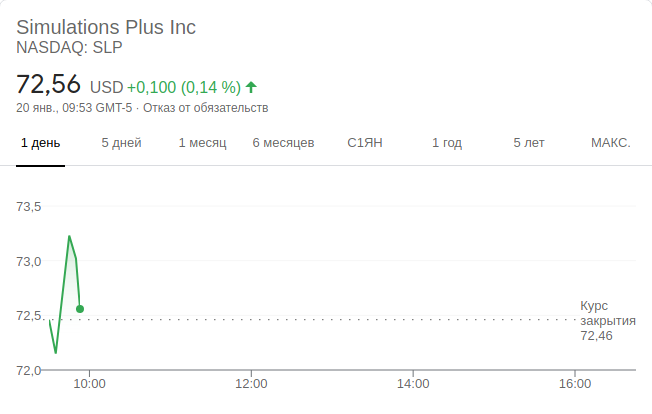 Simulations Plus Inc
NASDAQ: SLP
72,56 USD +0,100 (0,14 %)
20 янв., 09:53 GMT-5 · Отказ от обязательств
1 день 5 дней 1 месяц 6 месяцев С1ЯН 1 год 5 лет МАКС.
73,5
73,0
72,5
72,0
Курс
закрытия
72,46
10:00 12:00 14:00 16:00